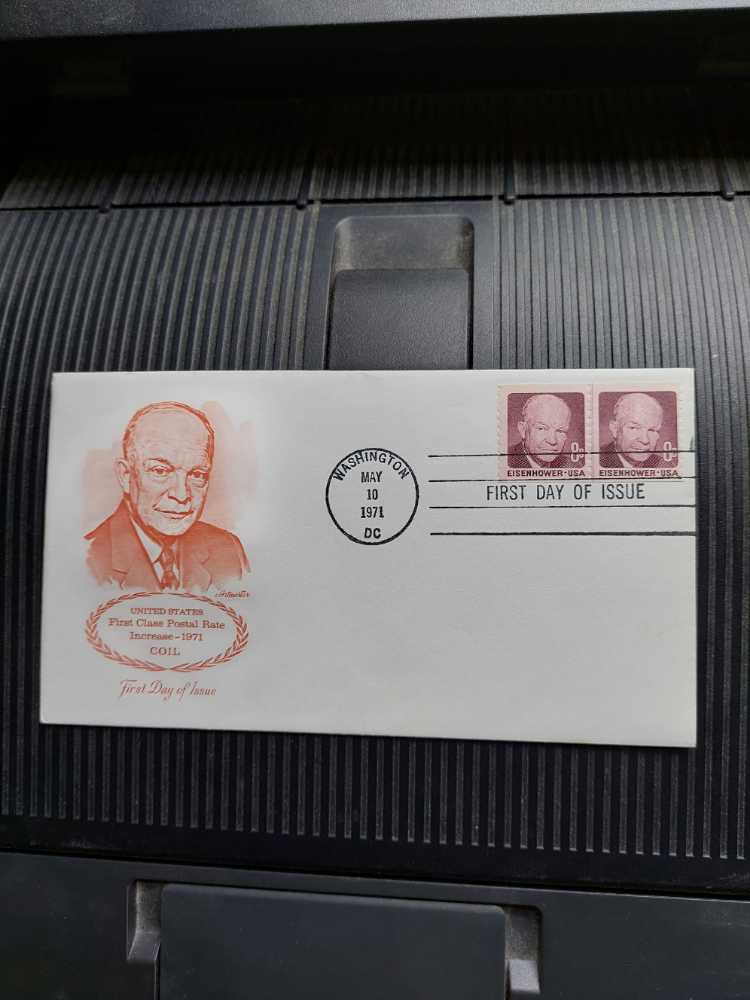 8c 8c
EISENHOWER·USA EISENHOWER·USA
WASHINGTON
MAY
10
1971
DC
FIRST DAY OF ISSUE
Artmaster
UNITED STATES
First Class Postal Rate
Increase-1971
COIL
First Day of Issue